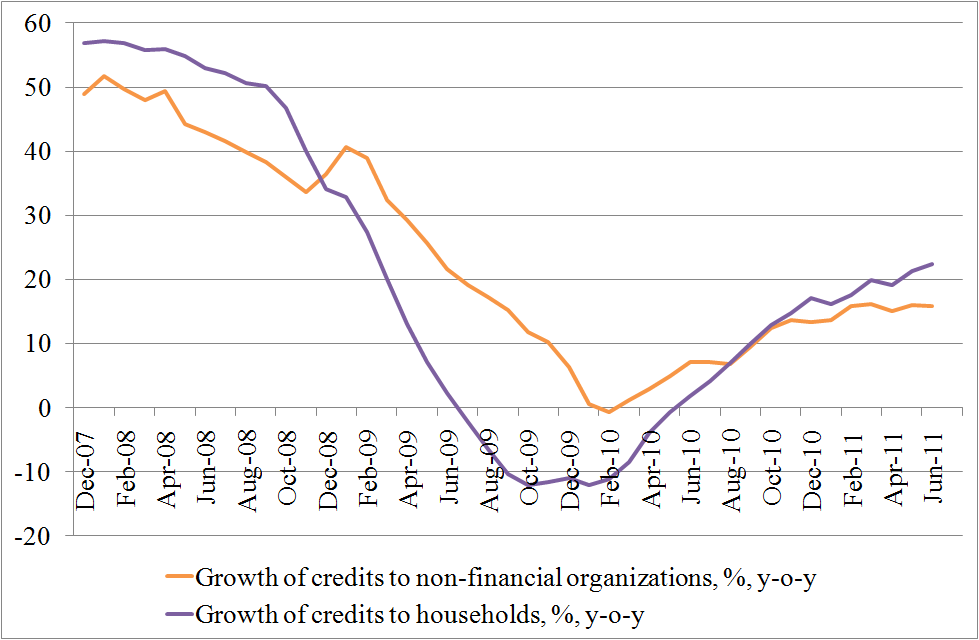 60
50
40
30
20
10
0
-10
-20
Dec-07
Feb-08
Apr-08
Jun-08
Aug-08
Oct-08
Dec-08
Feb-09
Apr-09
Jun-09
Aug-09
Oct-09
Dec-09
Feb-10
Apr-10
Jun-10
Aug-10
Oct-10
Dec-10
Feb-11
Apr-11
Jun-11
Growth of credits to non-financial organizations, %, y-o-y
Growth of credits to households, %, y-o-y